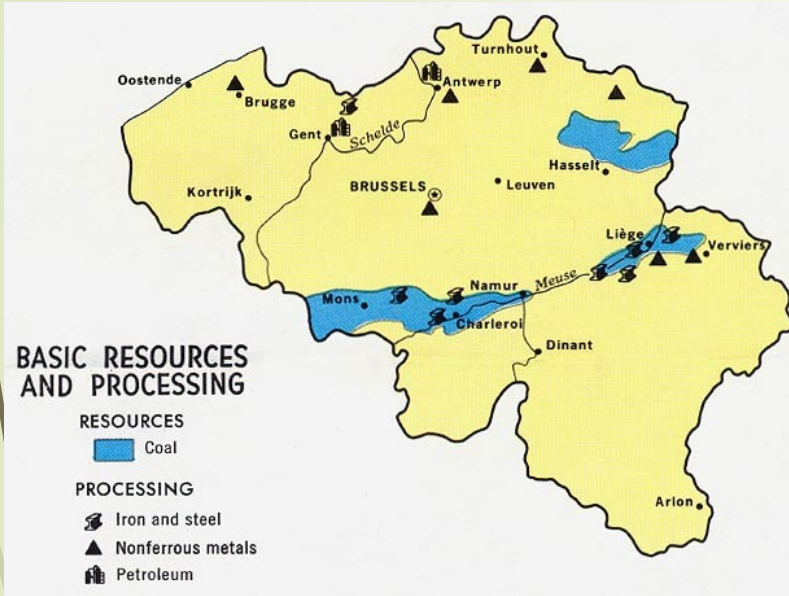 Turnhout
Oostende
Antwerp
Brugge
Gent
Schelde
Hasselt
BRUSSELS
Leuven
Kortrijk
Liège
Verviers
Namur
Meuse
Mons
Charleroi
Dinant
Arlon
BASIC RESOURCES
AND PROCESSING
RESOURCES
Coal
PROCESSING
Iron and steel
Nonferrous metals
Petroleum